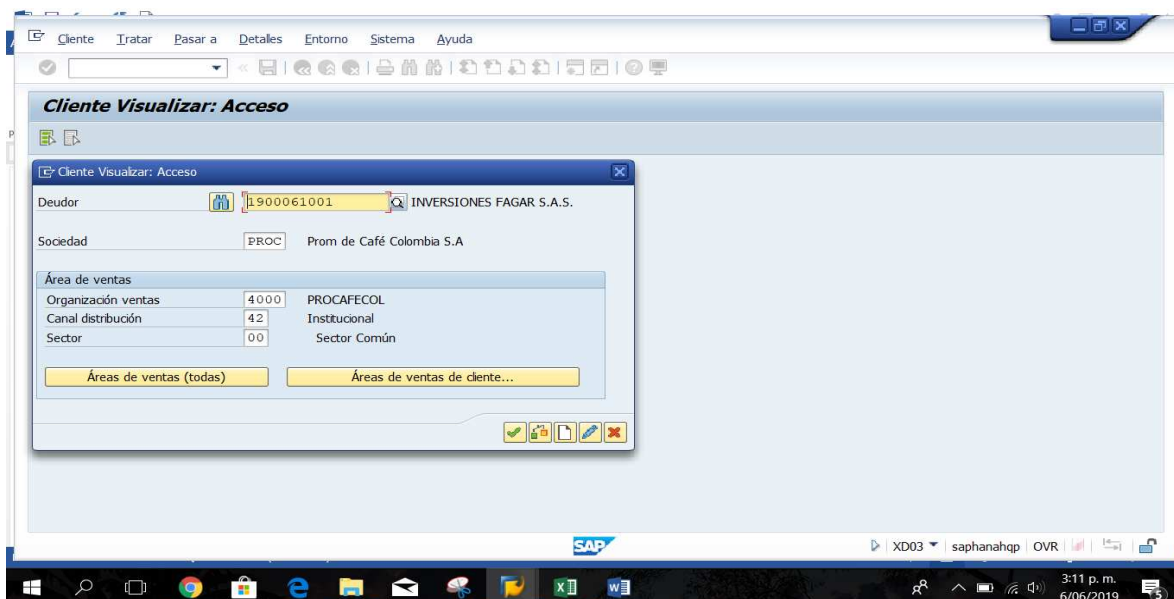 Cliente Tratar Pasar a Detalles Entorno Sistema Ayuda
Cliente Visualizar: Acceso
Cliente Visualizar: Acceso
Deudor 1900061001 INVERSIONES FAGAR S.A.S.
Sociedad PROC Prom de Café Colombia S.A
Área de ventas
Organización ventas 4000 PROCAFECOL
Canal distribución 42 Institucional
Sector 00 Sector Común
Áreas de ventas (todas) Áreas de ventas de cliente...
SAP XD03 saphanahqp OVR
3:11 p. m.
6/06/2019
5